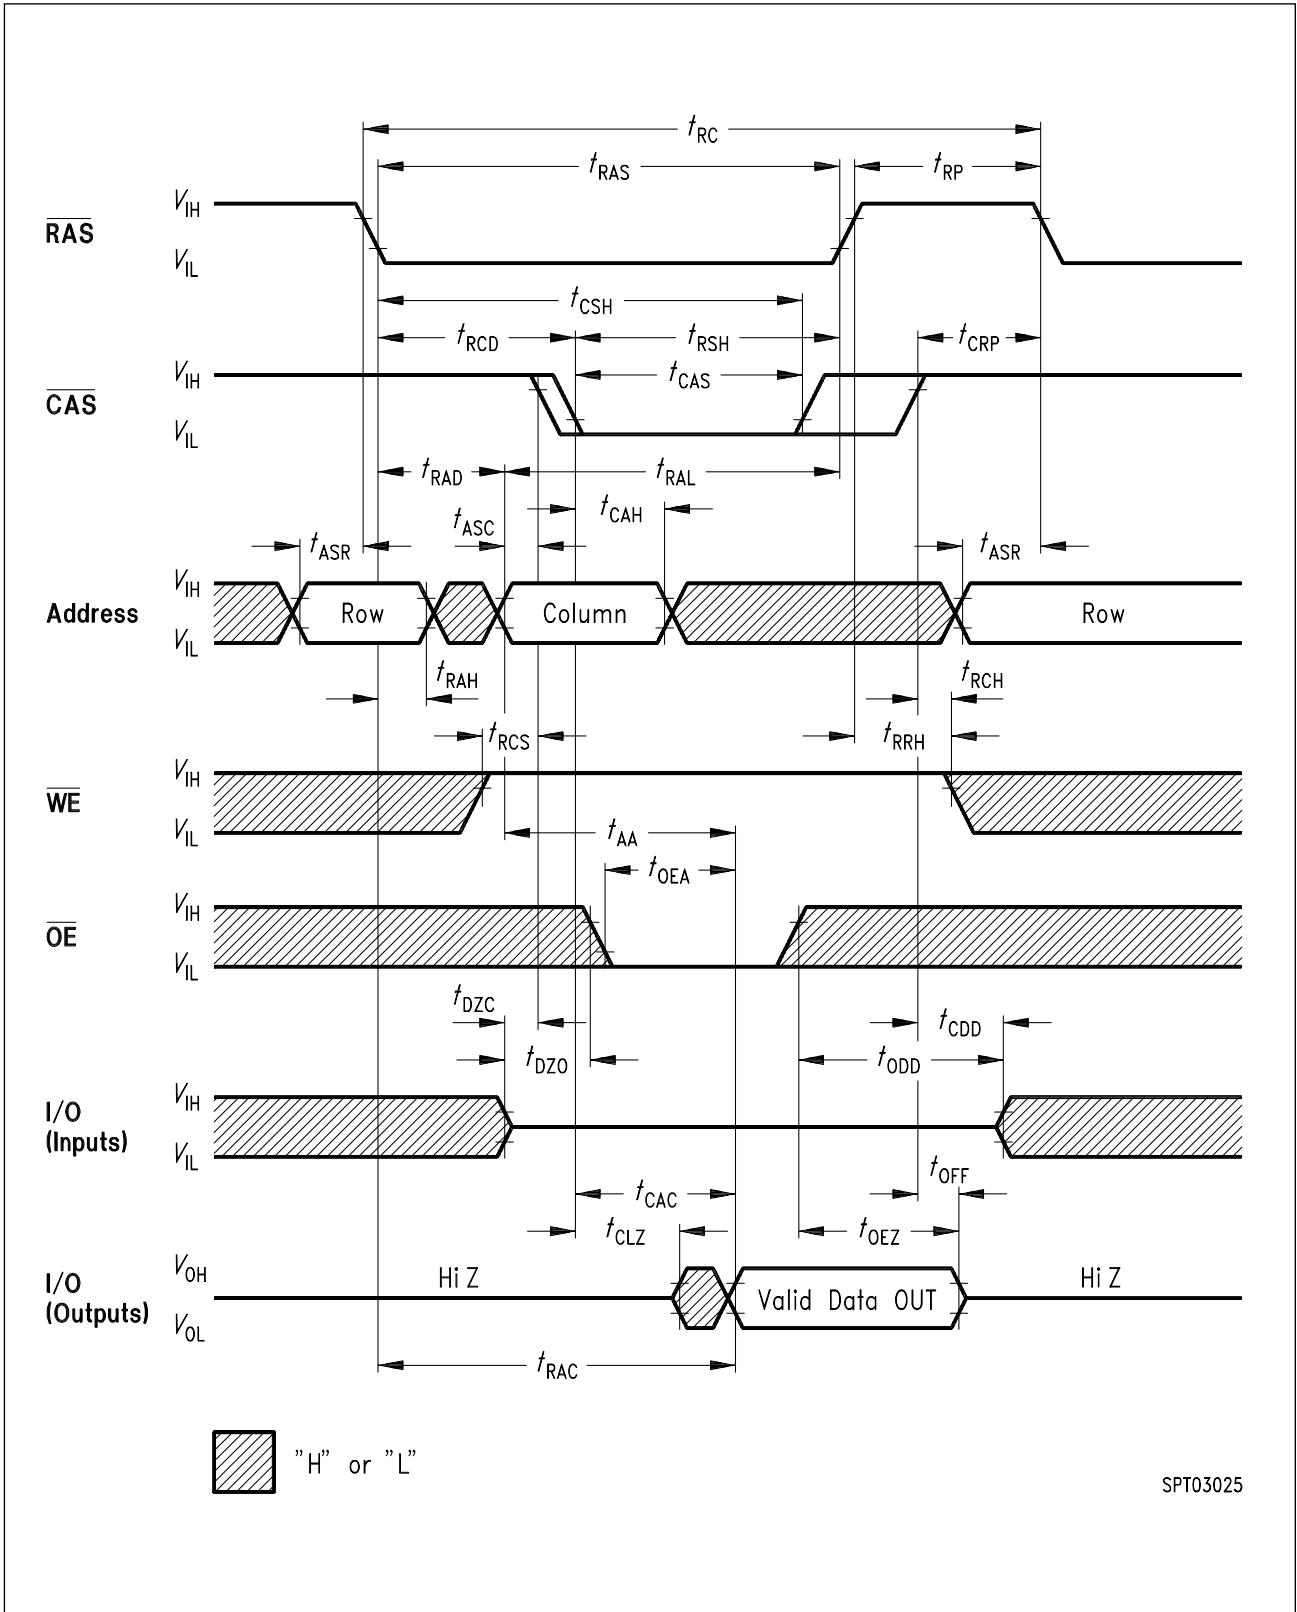 tRC
tRAS tRP
VIH
RAS
VIL
tCSH
tRCD tRSH tCRP
VIH tCAS
CAS
VIL
tRAD tRAL
tASC tCAH
tASR tASR
VIH
Address Row Column Row
VIL
tRAH tRCH
tRCS tRRH
VIH
WE
VIL tAA
tOEA
VIH
OE
VIL
tDZC tCDD
tDZO tODD
VIH
I/O
(Inputs)
VIL
tOFF
tCAC
tCLZ tOEZ
VOH Hi Z Hi Z
I/O
(Outputs) Valid Data OUT
VOL
tRAC
"H" or "L"
SPT03025